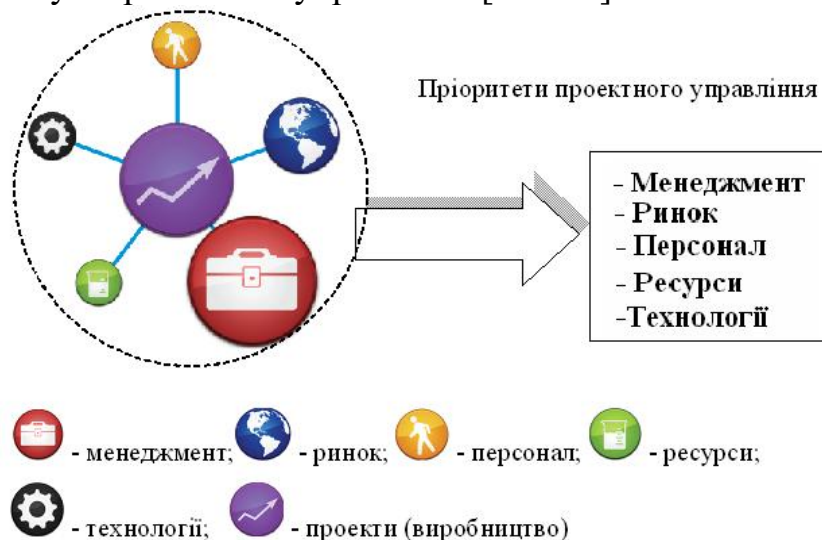 Пріоритети проектного управління
- Менеджмент
- Ринок
- Персонал
- Ресурси
-Технології
- менеджмент; - ринок; - персонал; - ресурси;
- технології; - проекти (виробництво)